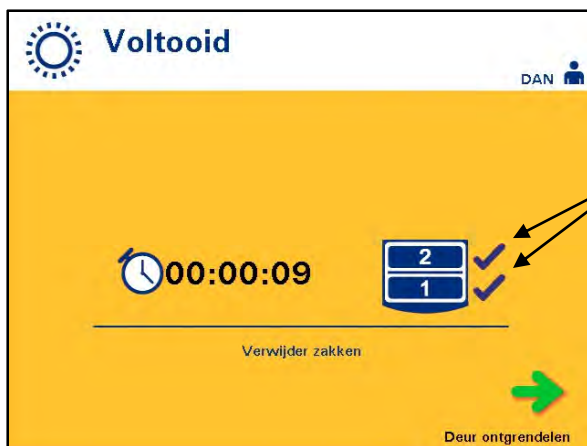 Voltooid
DAN
00:00:09
2
1
Verwijder zakken
Deur ontgrendelen